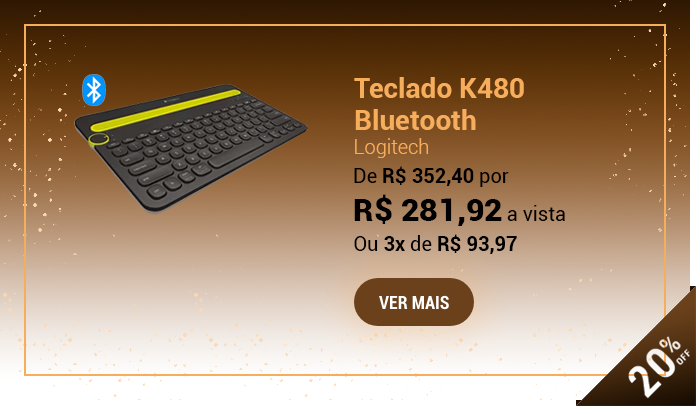 Teclado K480
Bluetooth
Logitech
De R$ 352,40 por
R$ 281,92 a vista
Ou 3x de R$ 93,97
VER MAIS
20% OFF